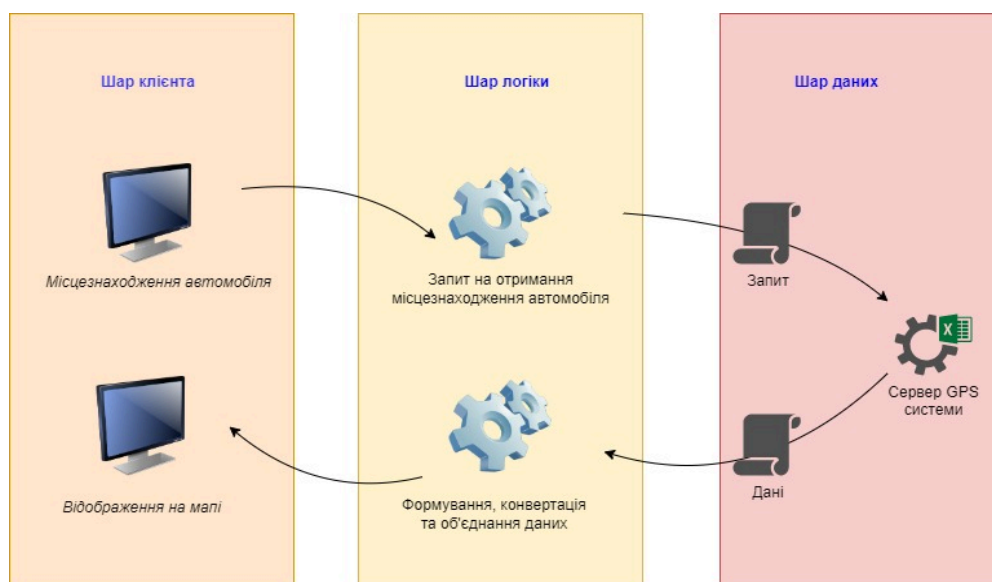 Шар клієнта
Шар логіки
Шар даних
Місцезнаходження автомобіля
Запит на отримання
місцезнаходження автомобіля
Запит
X
Сервер GPS
системи
Відображення на мапі
Формування, конвертація
та об'єднання даних
Дані